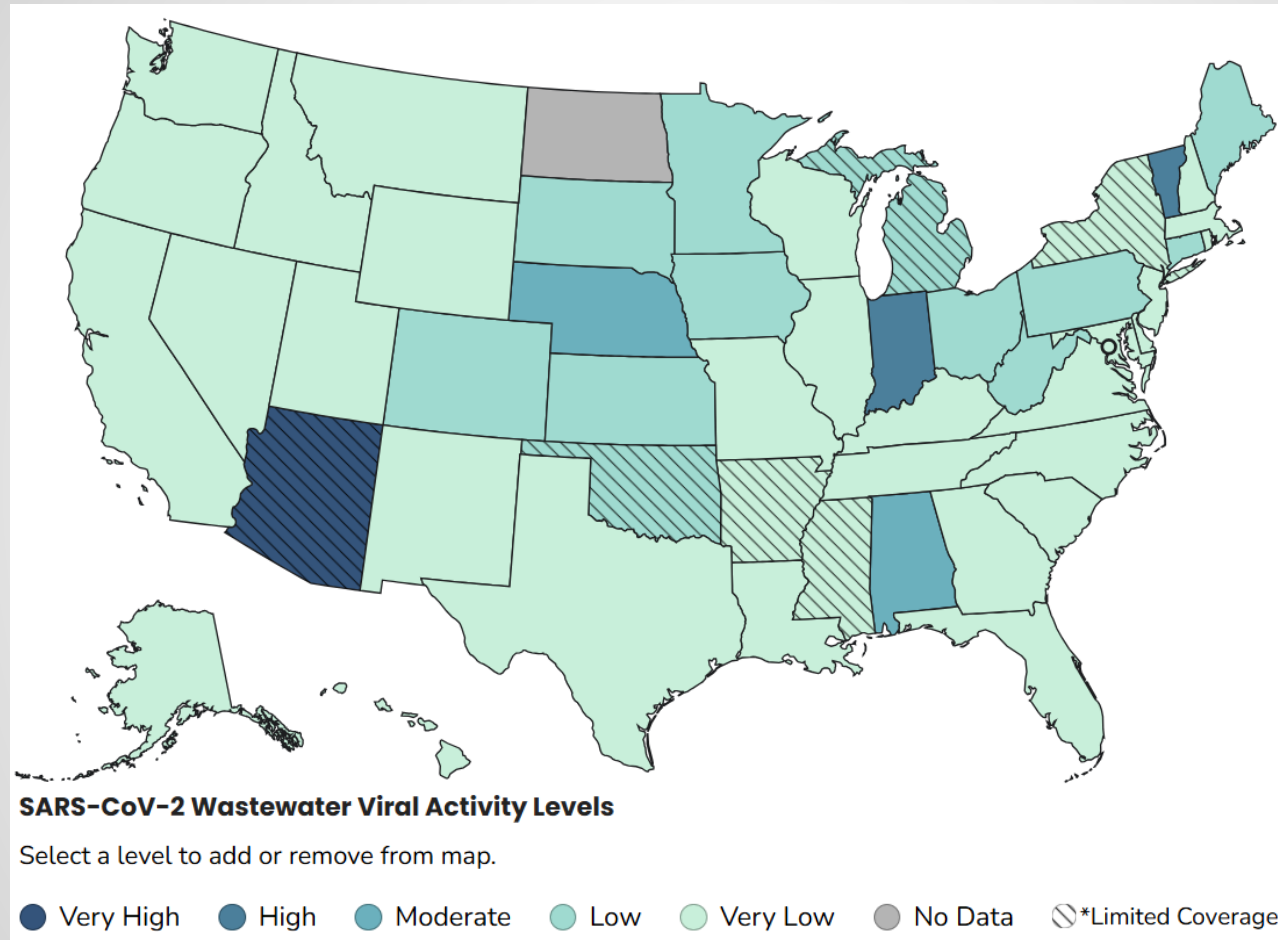 SARS-CoV-2 Wastewater Viral Activity Levels
Select a level to add or remove from map.
Very High High Moderate Low Very Low No Data *Limited Coverage